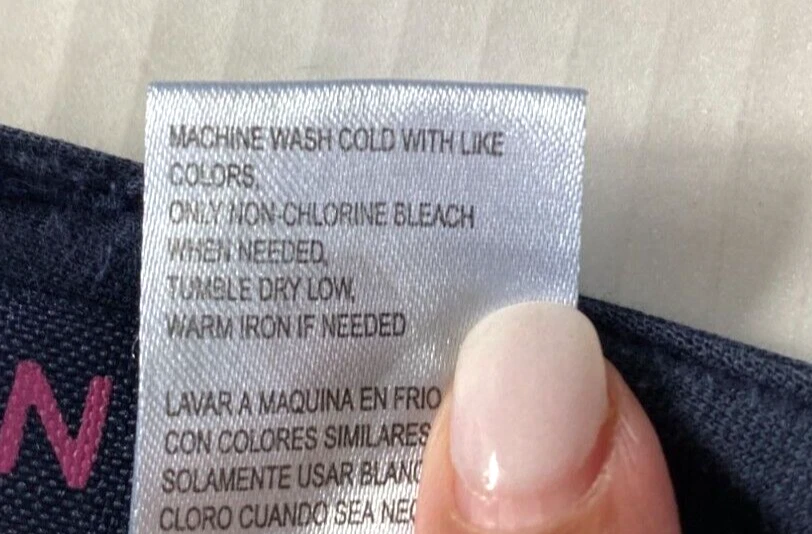 MACHINE WASH COLD WITH LIKE
COLORS,
ONLY NON-CHLORINE BLEACH
WHEN NEEDED,
TUMBLE DRY LOW,
WARM IRON IF NEEDED
LAVAR A MAQUINA EN FRIO
CON COLORES SIMILARES
SOLAMENTE USAR
CLORO CUANDO SEA
N